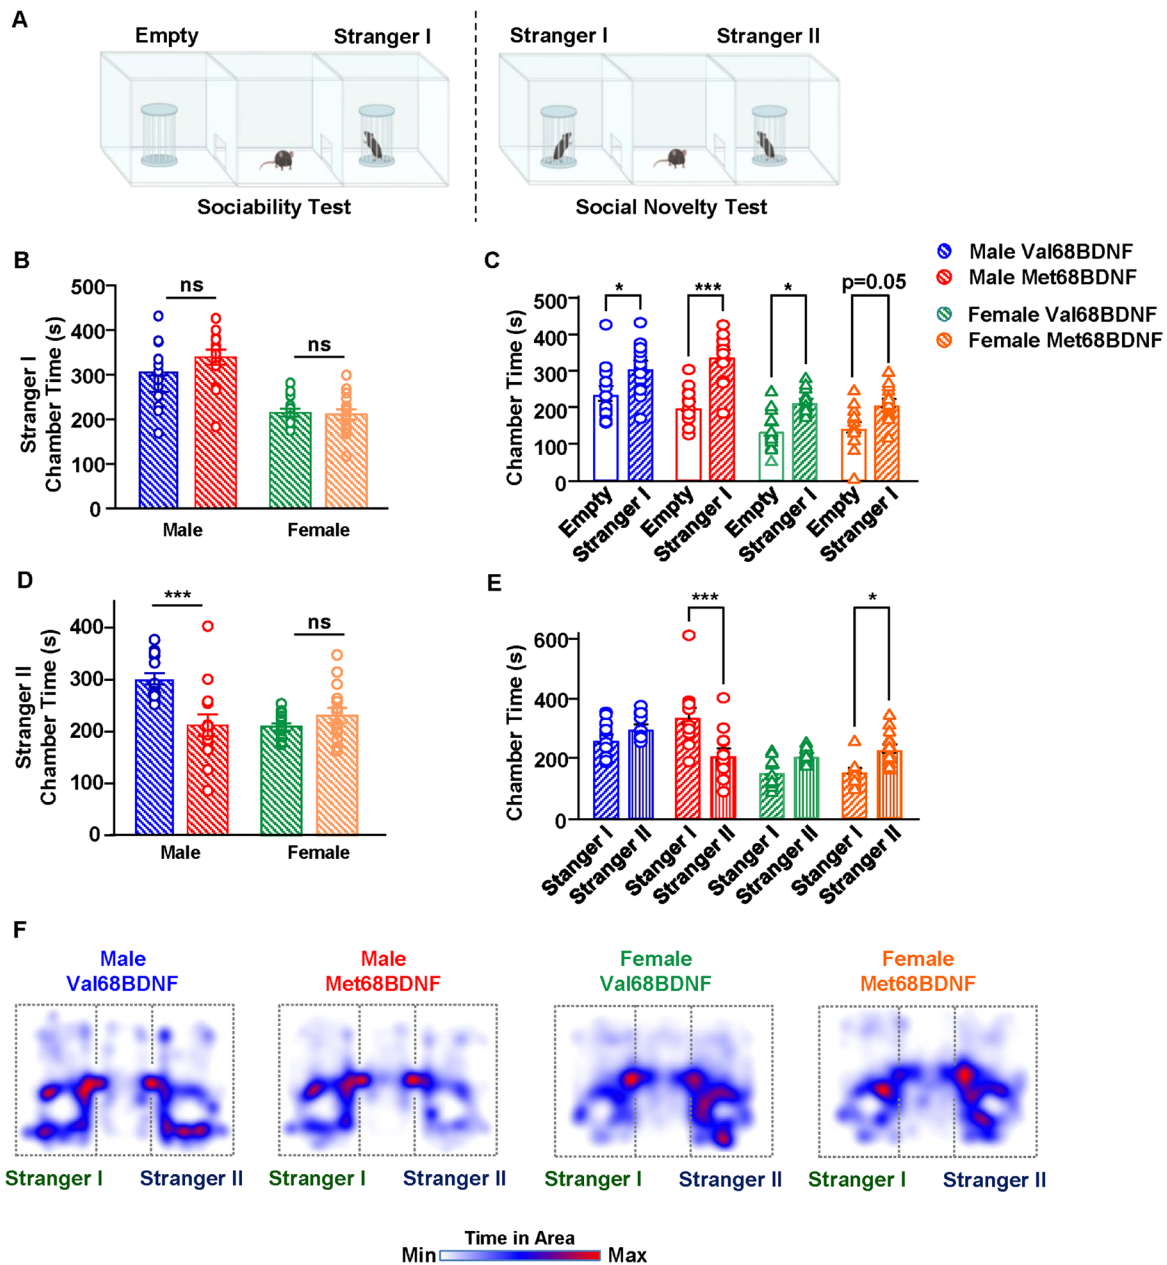 A
Empty
Stranger I
Stranger I
Stranger II
Sociability Test
Social Novelty Test
B
Stranger I
Chamber Time (s)
500
400
300
200
100
0
ns
ns
Male
Female
C
Chamber Time (s)
500
400
300
200
100
0
*
***
*
p=0.05
Empty
Stranger I
Empty
Stranger I
Empty
Stranger I
Empty
Stranger I
Male Val68BDNF
Male Met68BDNF
Female Val68BDNF
Female Met68BDNF
D
Stranger II
Chamber Time (s)
400
300
200
100
0
***
ns
Male
Female
E
Chamber Time (s)
600
400
200
0
***
*
Stanger I
Stranger II
Stanger I
Stranger II
Stanger I
Stranger II
Stanger I
Stranger II
F
Male
Val68BDNF
Male
Met68BDNF
Female
Val68BDNF
Female
Met68BDNF
Stranger I
Stranger II
Stranger I
Stranger II
Stranger I
Stranger II
Stranger I
Stranger II
Time in Area
Min
Max